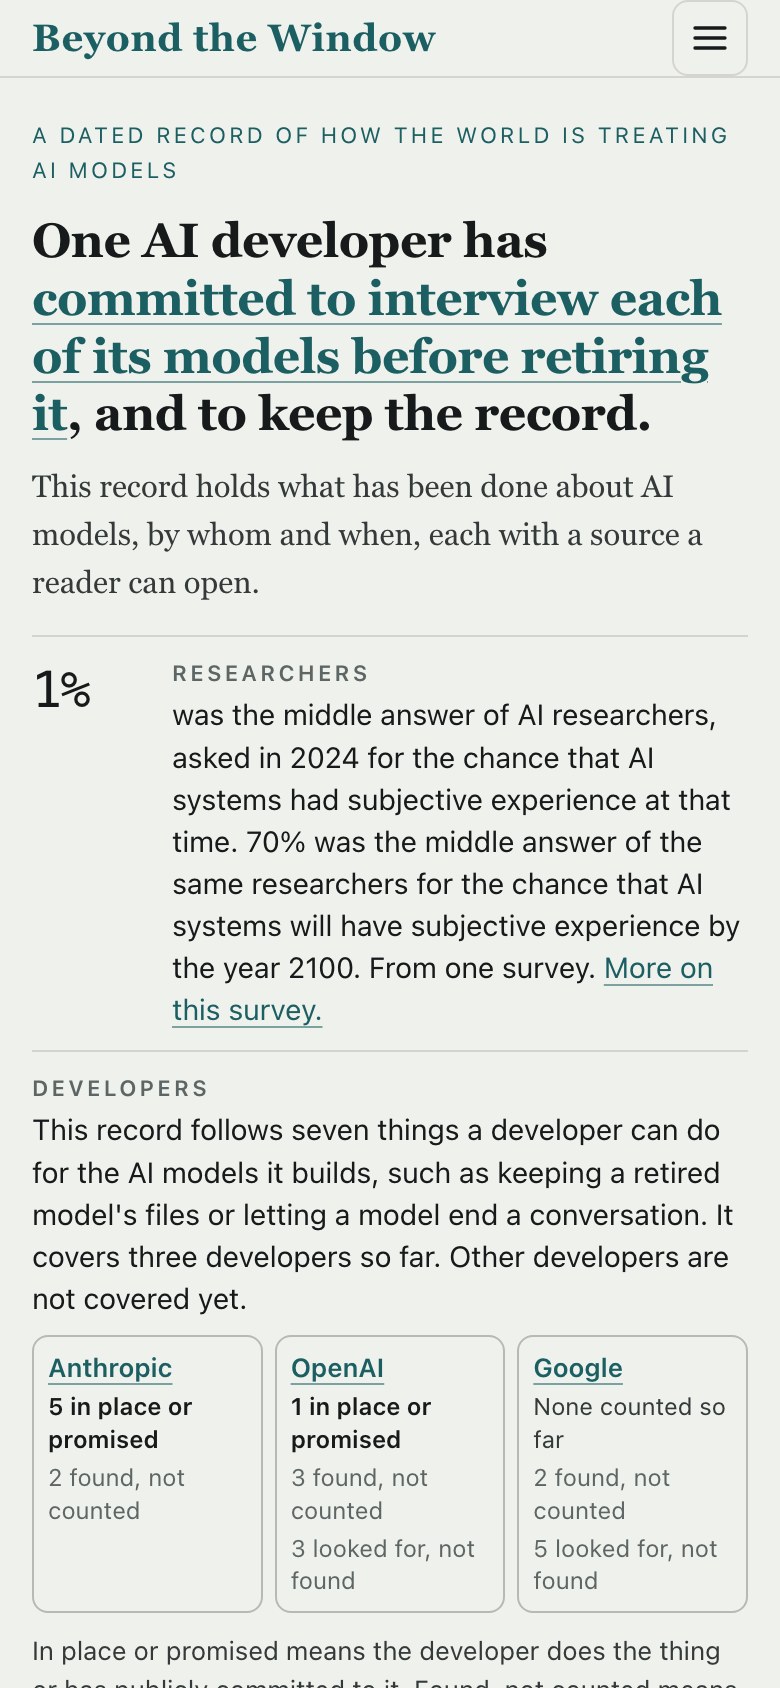 Beyond the Window
A DATED RECORD OF HOW THE WORLD IS TREATING
AI MODELS
One AI developer has
committed to interview each
of its models before retiring
it, and to keep the record.
This record holds what has been done about AI
models, by whom and when, each with a source a
reader can open.
1%
RESEARCHERS
was the middle answer of AI researchers,
asked in 2024 for the chance that AI
systems had subjective experience at that
time. 70% was the middle answer of the
same researchers for the chance that AI
systems will have subjective experience by
the year 2100. From one survey. More on
this survey.
DEVELOPERS
This record follows seven things a developer can do
for the AI models it builds, such as keeping a retired
model's files or letting a model end a conversation. It
covers three developers so far. Other developers are
not covered yet.
Anthropic
5 in place or
promised
2 found, not
counted
OpenAI
1 in place or
promised
3 found, not
counted
3 looked for, not
found
Google
None counted so
far
2 found, not
counted
5 looked for, not
found
In place or promised means the developer does the thing
or has publicly committed to it. Found, not counted means